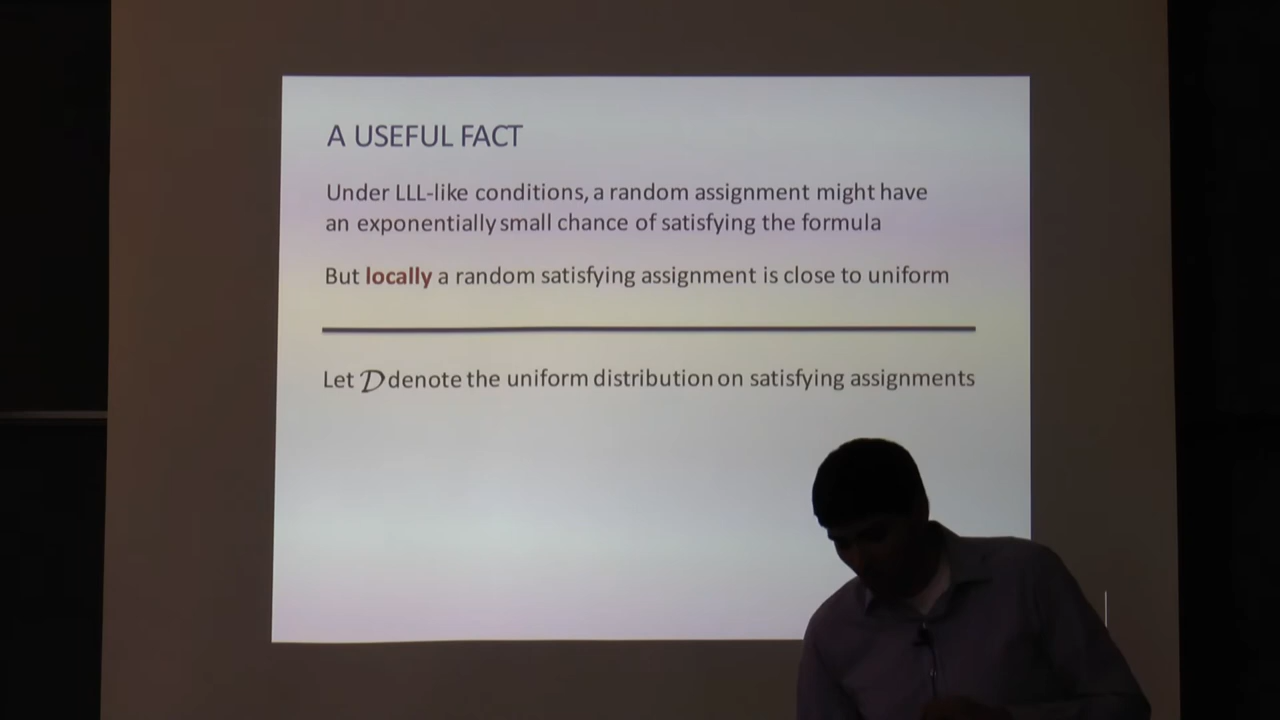 A USEFUL FACT
Under LLL-like conditions, a random assignment might have
an exponentially small chance of satisfying the formula
But locally a random satisfying assignment is close to uniform
Let 𝒟 denote the uniform distribution on satisfying assignments